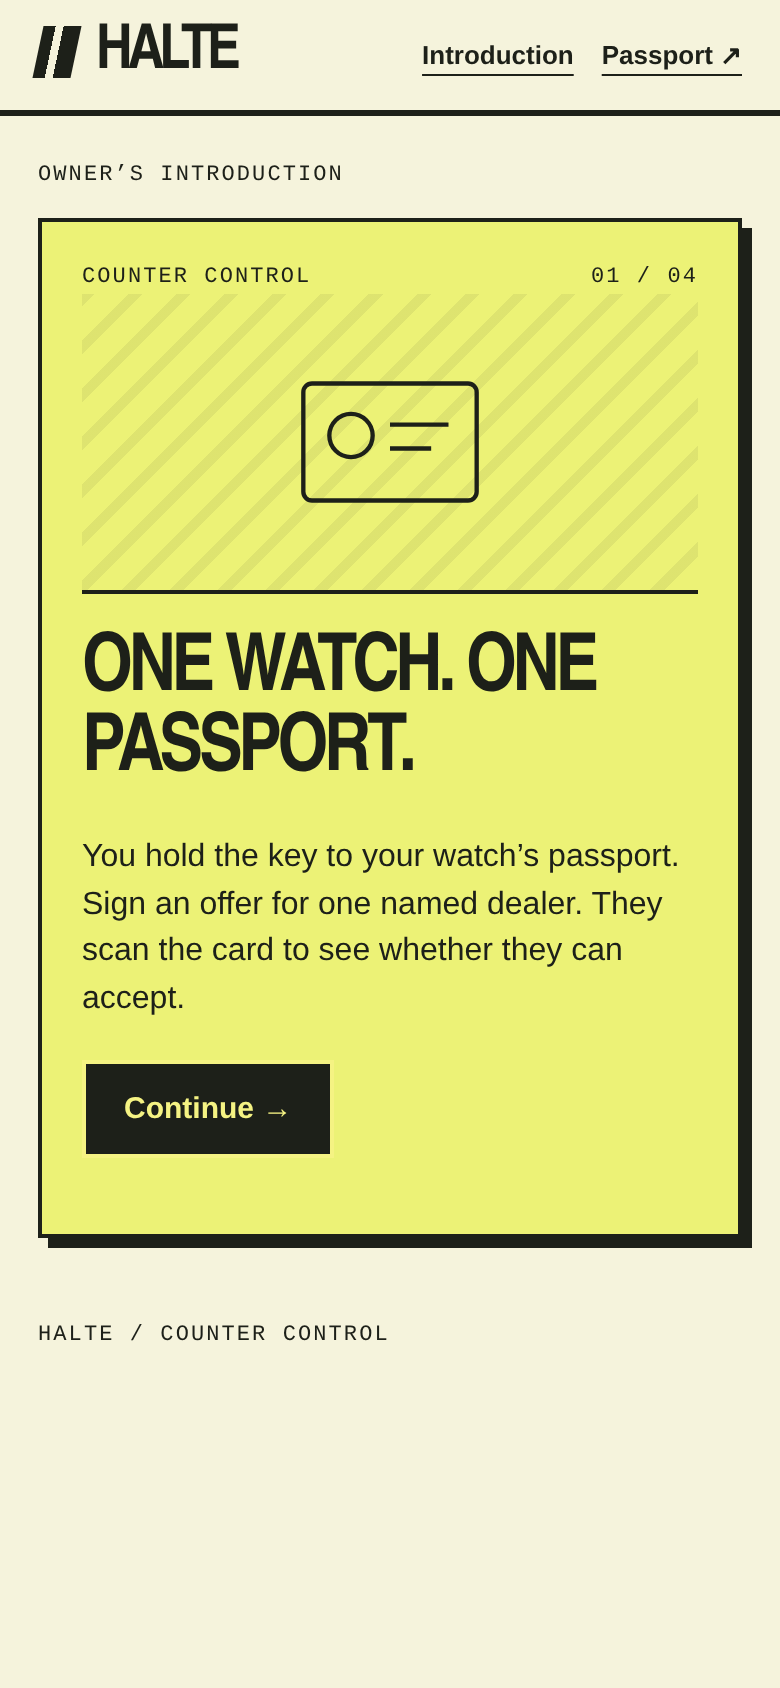 HALTE
Introduction Passport ↗
OWNER’S INTRODUCTION
COUNTER CONTROL 01 / 04
ONE WATCH. ONE
PASSPORT.
You hold the key to your watch’s passport.
Sign an offer for one named dealer. They
scan the card to see whether they can
accept.
Continue →
HALTE / COUNTER CONTROL